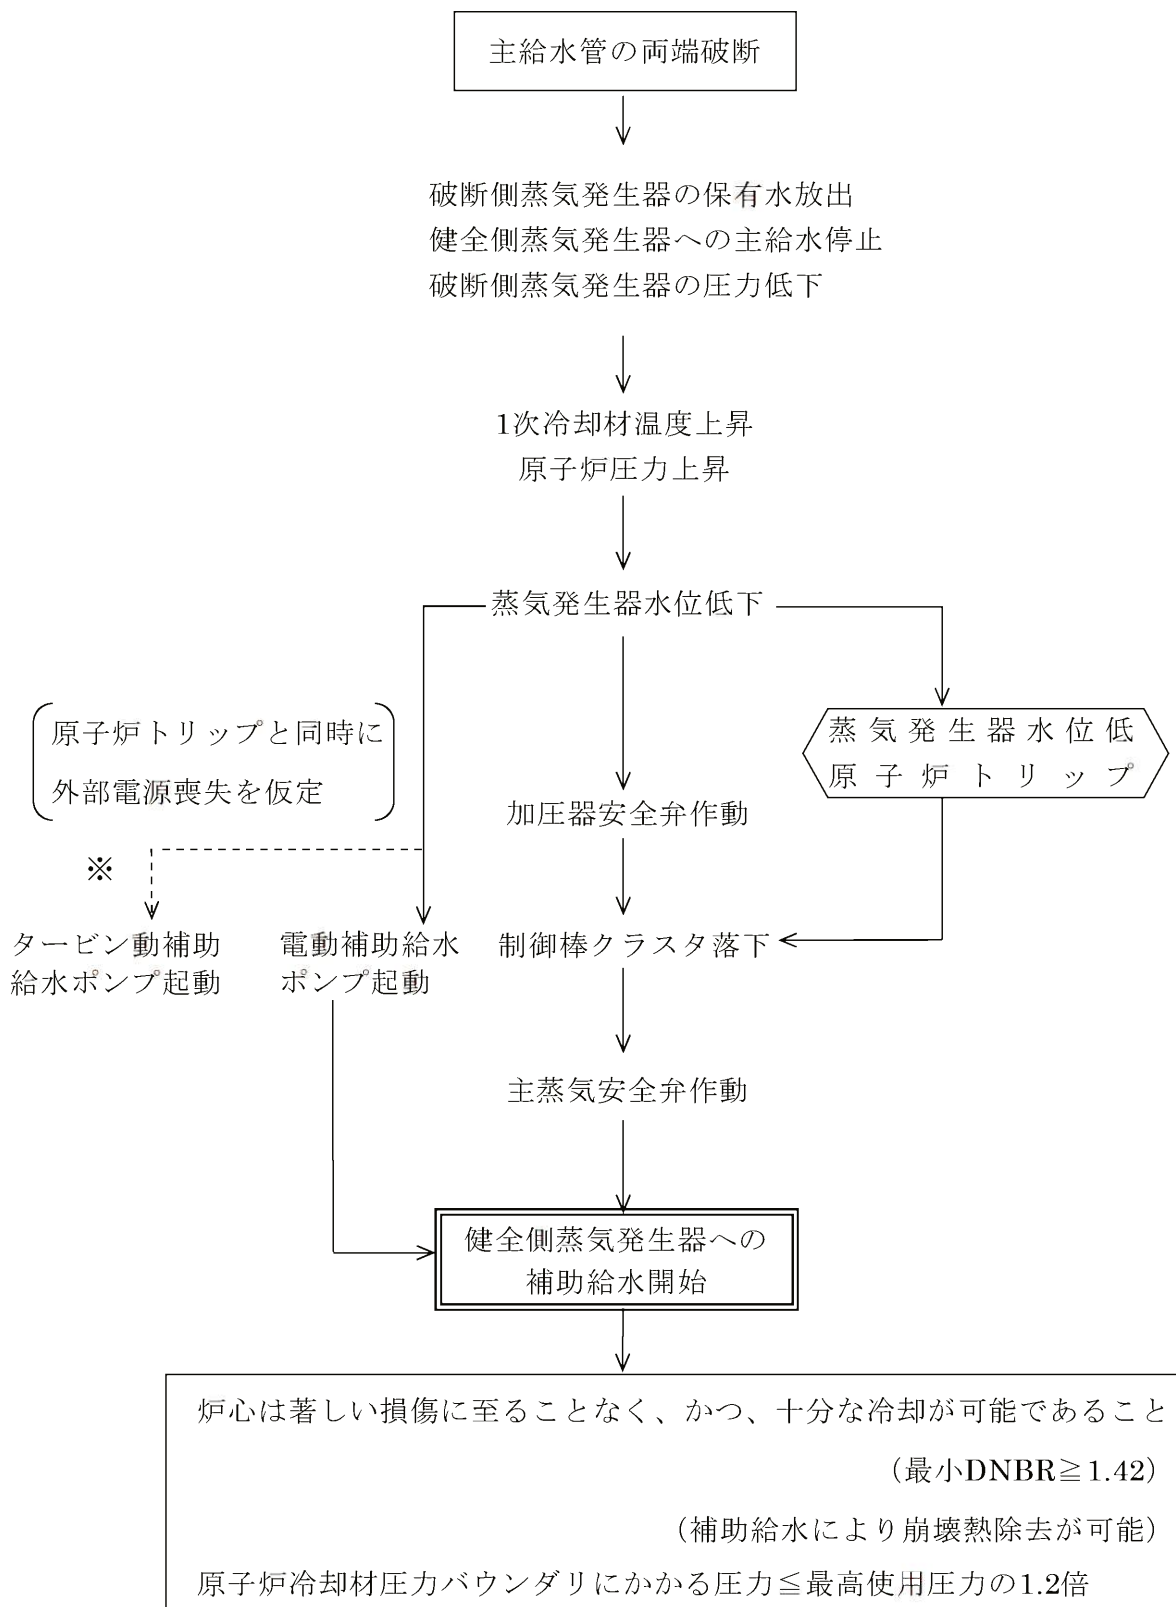 主給水管の両端破断
破断側蒸気発生器の保有水放出
健全側蒸気発生器への主給水停止
破断側蒸気発生器の圧力低下
1次冷却材温度上昇
原子炉圧力上昇
蒸気発生器水位低下
原子炉トリップと同時に
外部電源喪失を仮定
蒸気発生器水位低
原子炉トリップ
加圧器安全弁作動
※
タービン動補助
給水ポンプ起動
電動補助給水
ポンプ起動
制御棒クラスタ落下
主蒸気安全弁作動
健全側蒸気発生器への
補助給水開始
炉心は著しい損傷に至ることなく、かつ、十分な冷却が可能であること
（最小DNBR≧1.42）
（補助給水により崩壊熱除去が可能）
原子炉冷却材圧力バウンダリにかかる圧力≦最高使用圧力の1.2倍